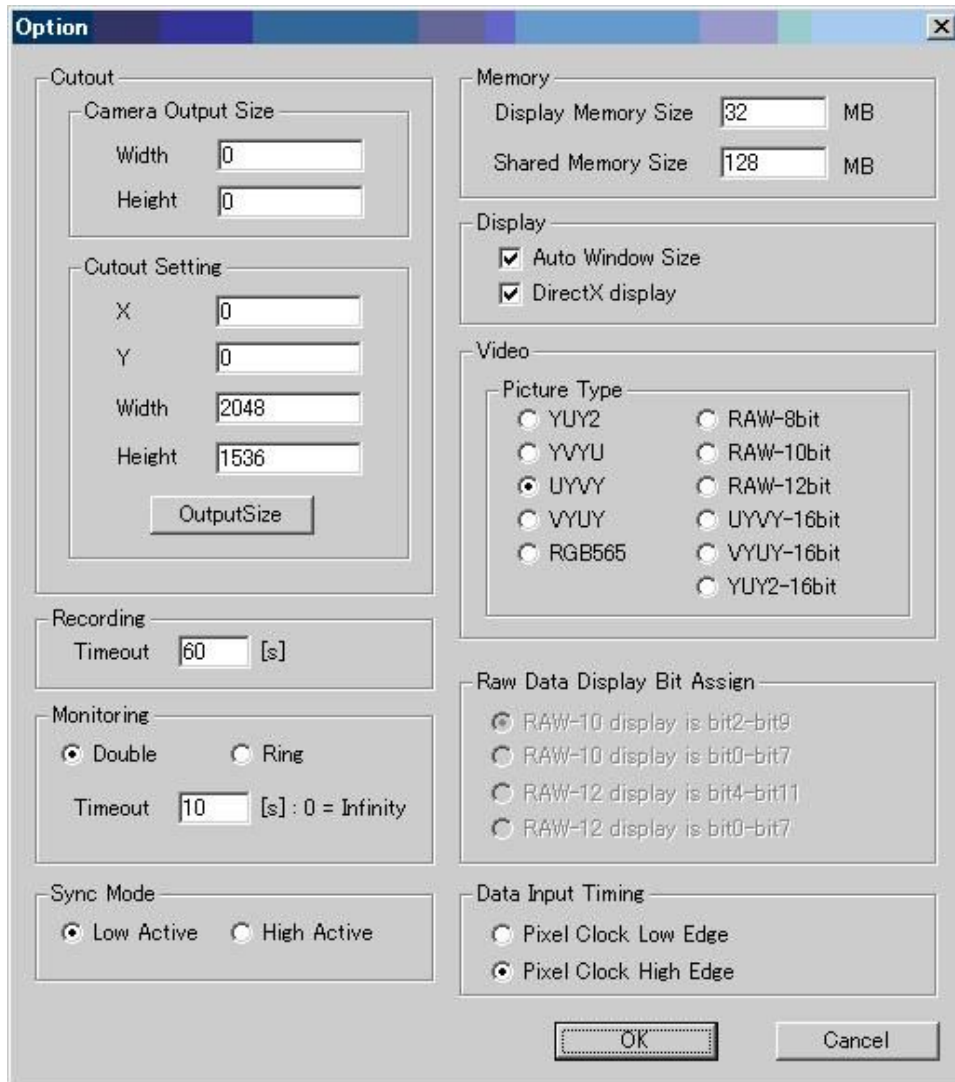 Option
Cutout
Camera Output Size
Width 0
Height 0
Cutout Setting
X 0
Y 0
Width 2048
Height 1536
OutputSize
Recording
Timeout 60 [s]
Monitoring
Double Ring
Timeout 10 [s] : 0 = Infinity
Sync Mode
Low Active High Active
Memory
Display Memory Size 32 MB
Shared Memory Size 128 MB
Display
Auto Window Size
DirectX display
Video
Picture Type
YUY2 RAW-8bit
YVYU RAW-10bit
UYVY RAW-12bit
VYUY UYVY-16bit
RGB565 VYUY-16bit
YUY2-16bit
Raw Data Display Bit Assign
RAW-10 display is bit2-bit9
RAW-10 display is bit0-bit7
RAW-12 display is bit4-bit11
RAW-12 display is bit0-bit7
Data Input Timing
Pixel Clock Low Edge
Pixel Clock High Edge
OK Cancel